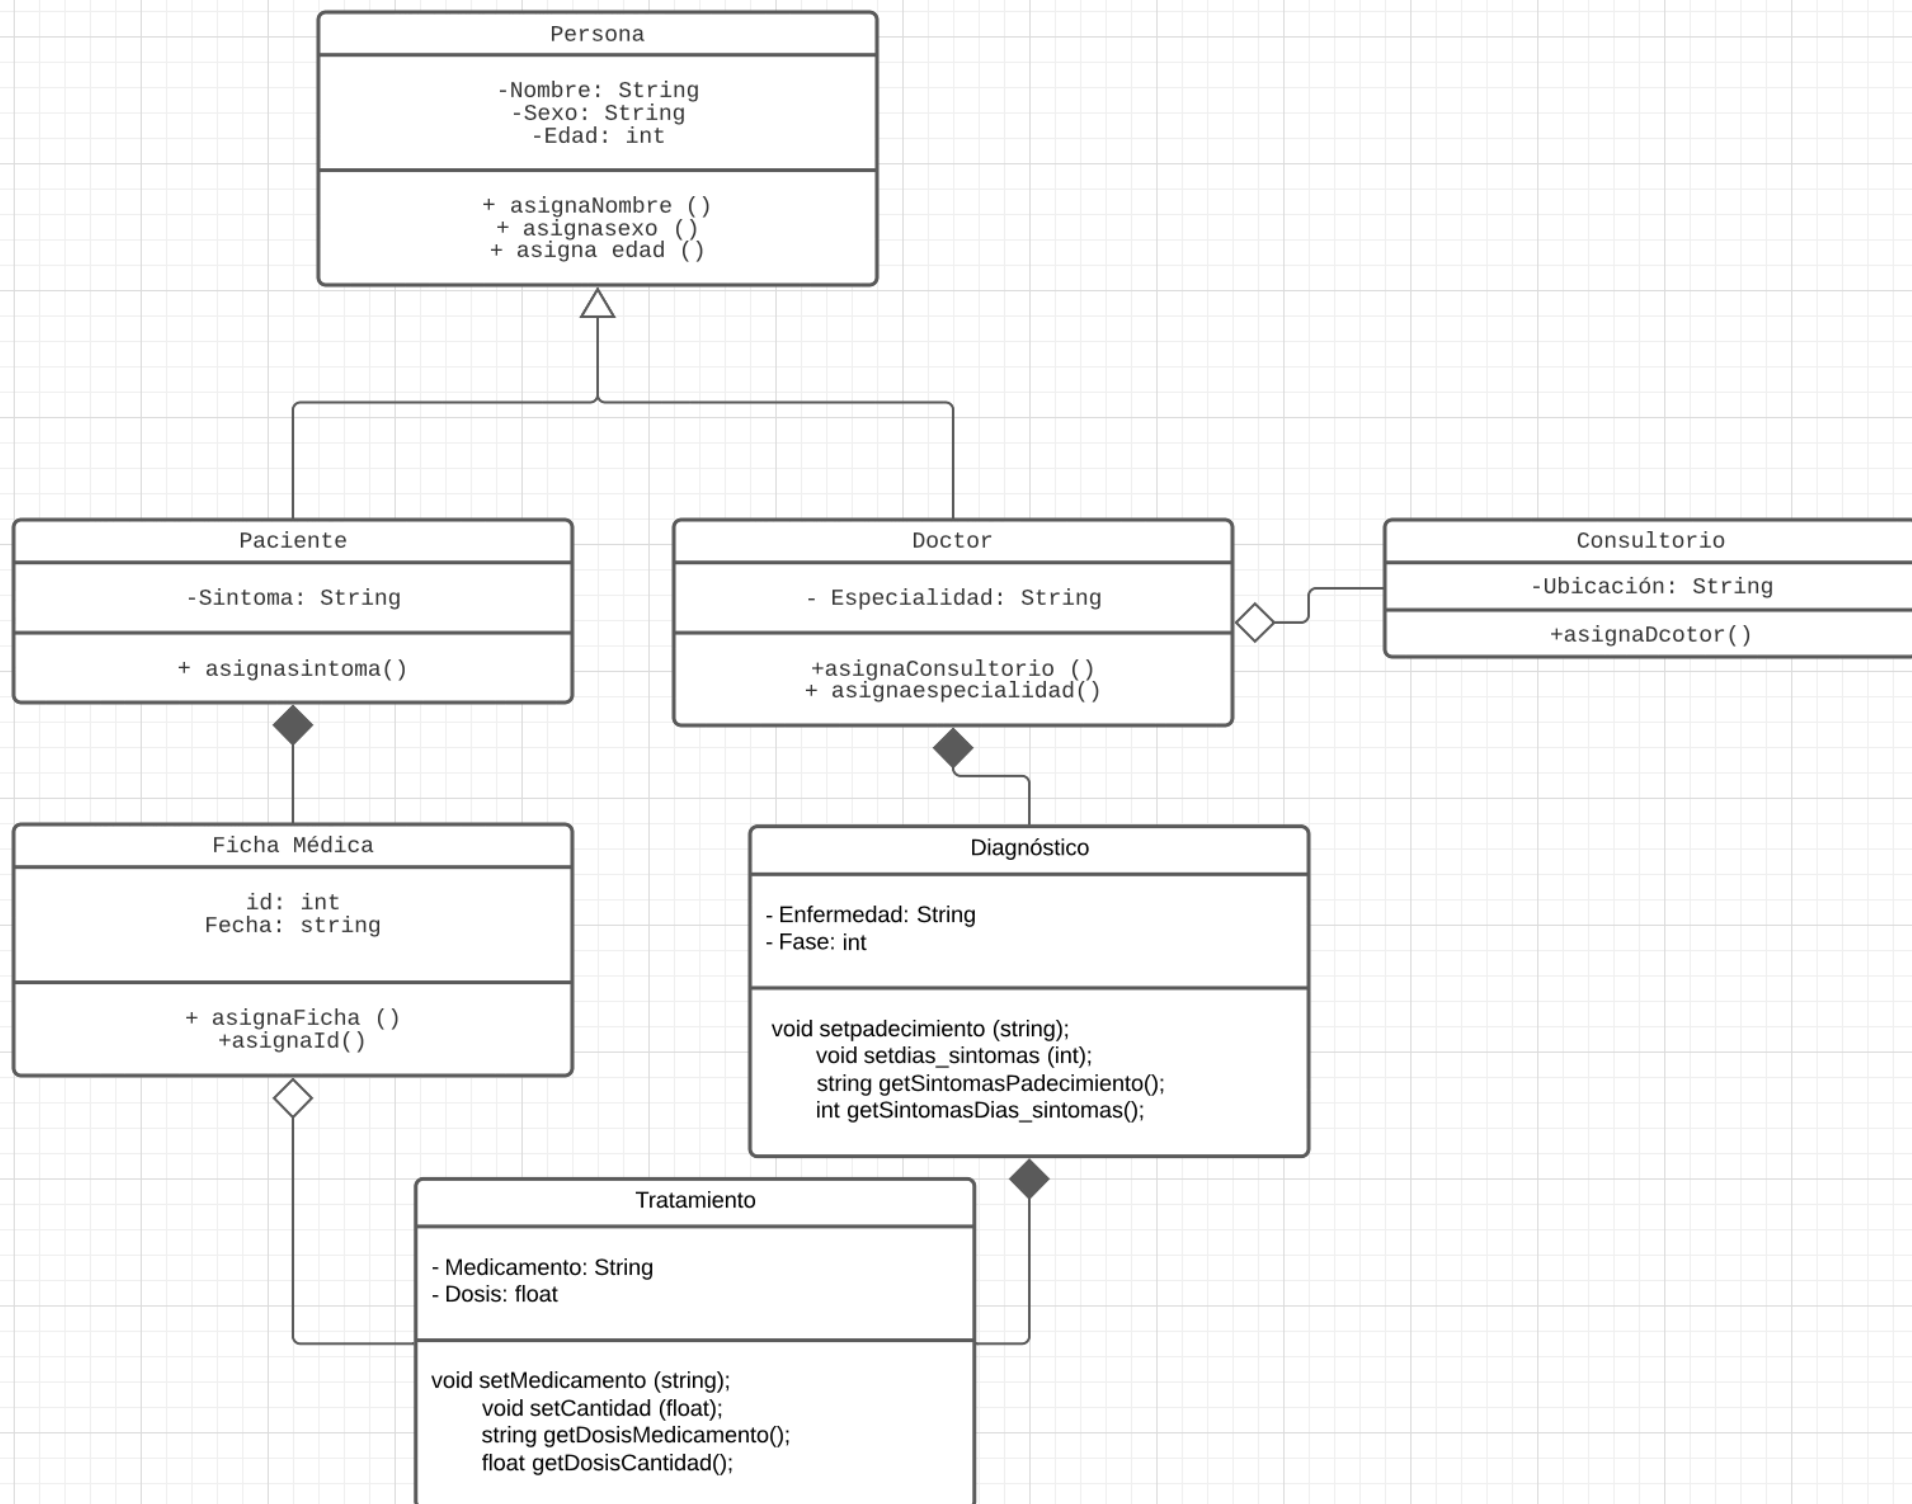 Persona
-Nombre: String
-Sexo: String
-Edad: int
+ asignaNombre ()
+ asignasexo ()
+ asigna edad ()
Paciente
-Sintoma: String
+ asignasintoma()
Doctor
- Especialidad: String
+asignaConsultorio ()
+ asignaespecialidad()
Consultorio
-Ubicación: String
+asignaDcotor()
Ficha Médica
id: int
Fecha: string
+ asignaFicha ()
+asignaId()
Diagnóstico
- Enfermedad: String
- Fase: int
void setpadecimiento (string);
void setdias_sintomas (int);
string getSintomasPadecimiento();
int getSintomasDias_sintomas();
Tratamiento
- Medicamento: String
- Dosis: float
void setMedicamento (string);
void setCantidad (float);
string getDosisMedicamento();
float getDosisCantidad();